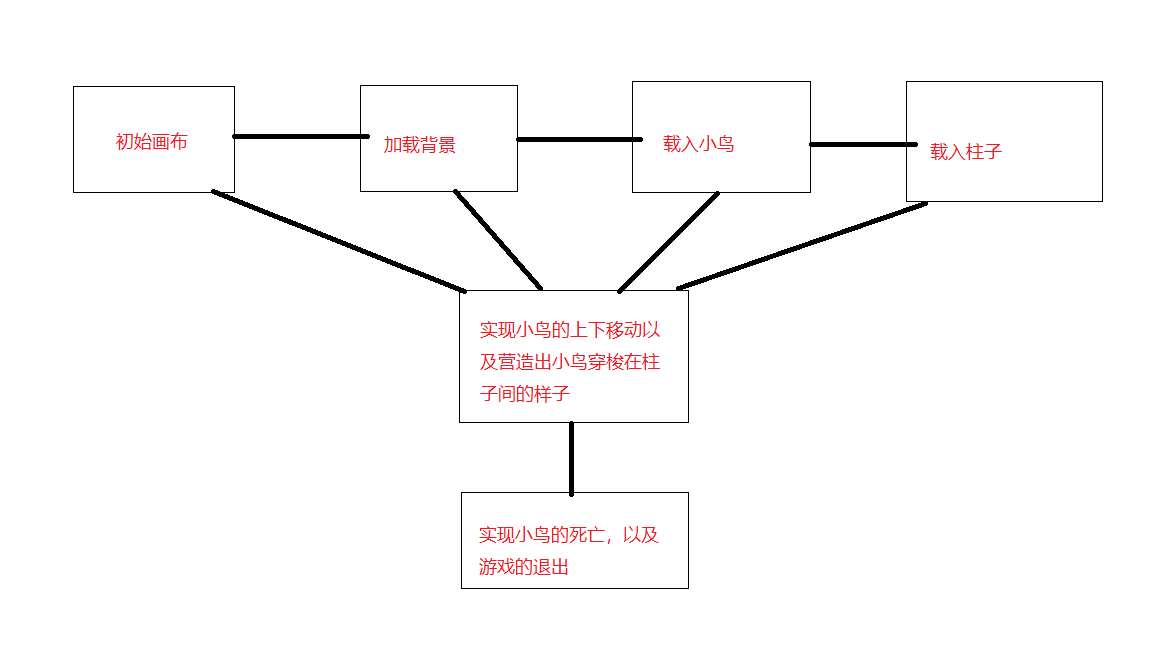 初始画布
加载背景
载入小鸟
载入柱子
实现小鸟的上下移动以
及营造出小鸟穿梭在柱
子间的样子
实现小鸟的死亡，以及
游戏的退出